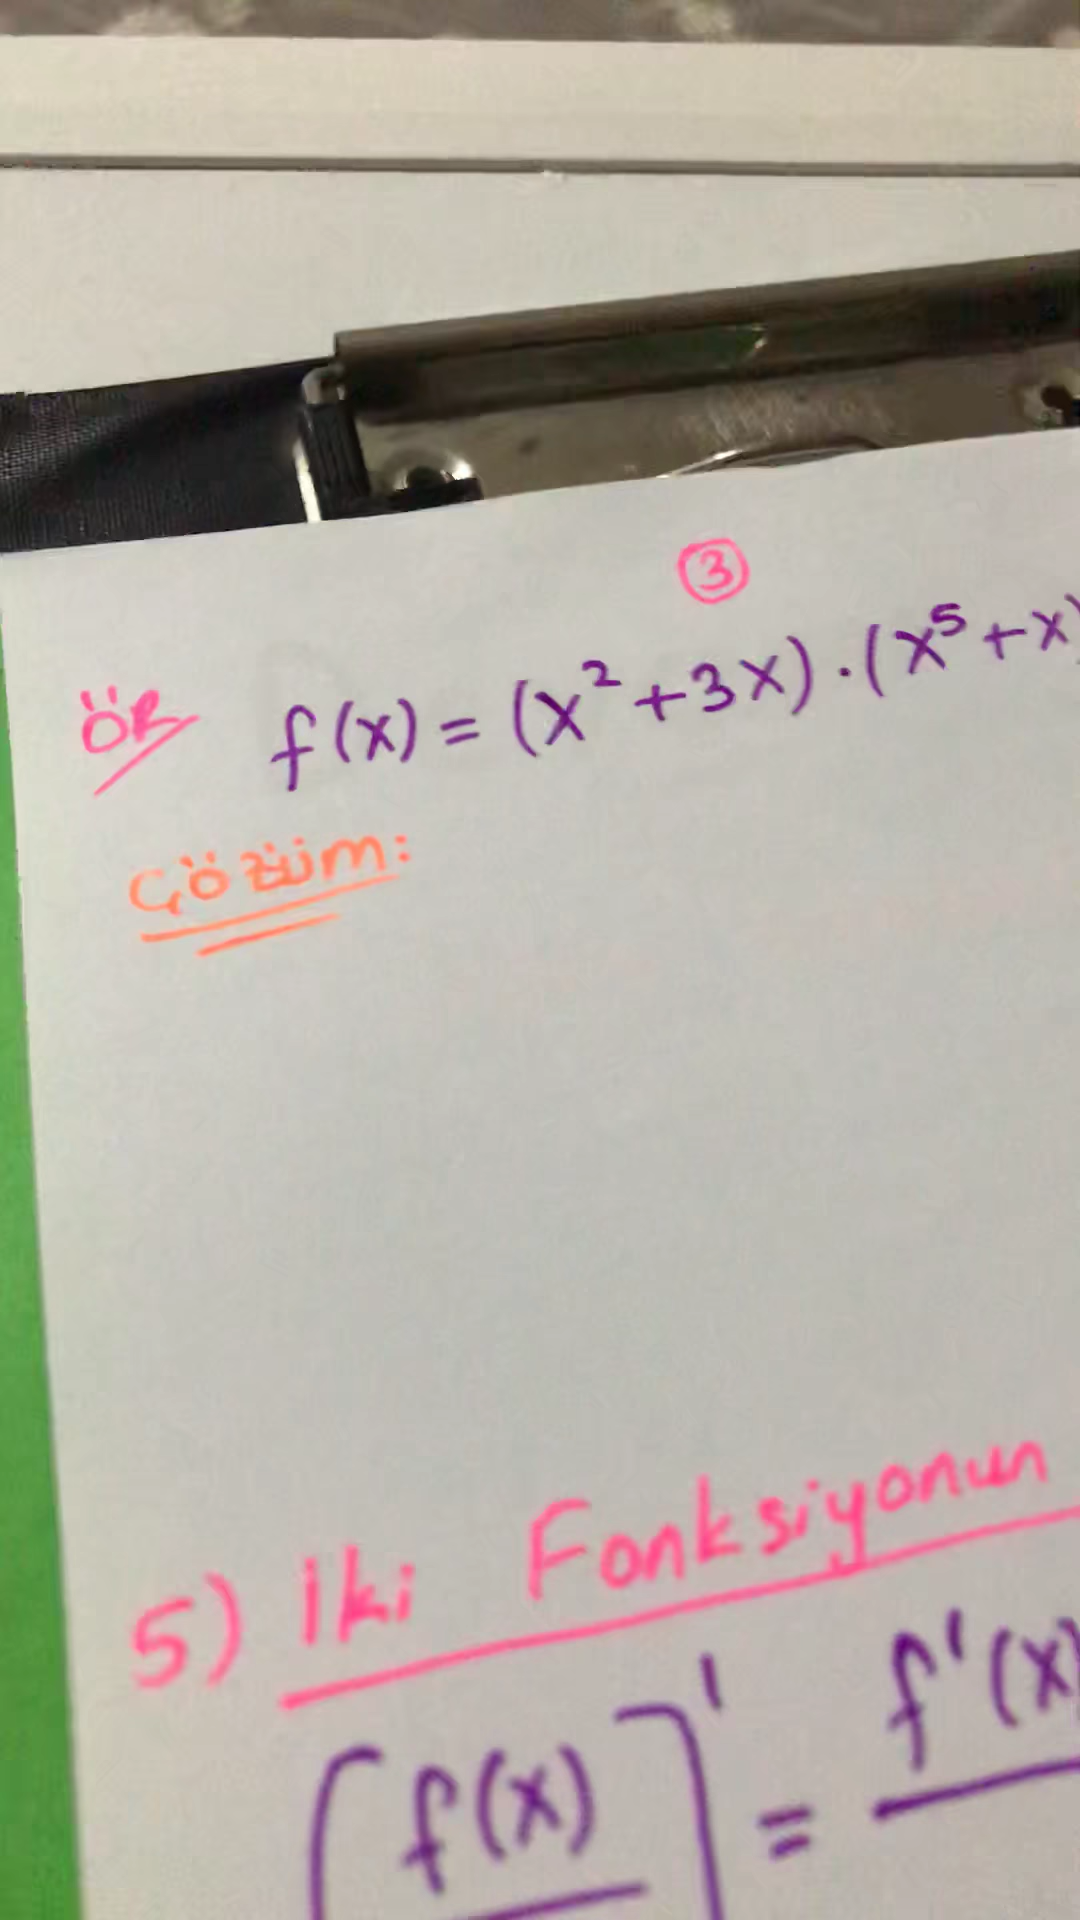 ③
ÖR f(x) = (x² + 3x) . (x⁵ + x)
Çözüm:
5) İki Fonksiyonun
[f(x)]' = f'(x)